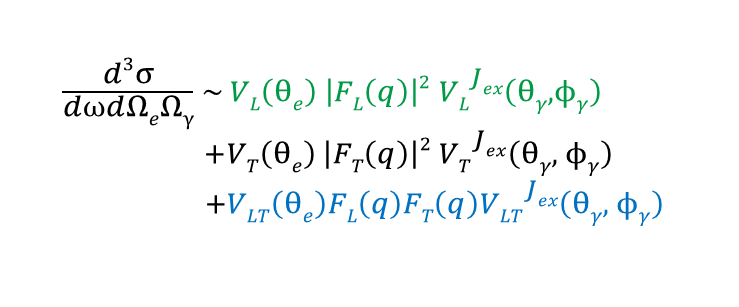 d³σ/dωdΩₑΩᵧ ~ V_L(θₑ) |F_L(q)|² V_L^{J_ex}(θᵧ,ϕᵧ)
+V_T(θₑ) |F_T(q)|² V_T^{J_ex}(θᵧ, ϕᵧ)
+V_LT(θₑ)F_L(q)F_T(q)V_LT^{J_ex}(θᵧ, ϕᵧ)